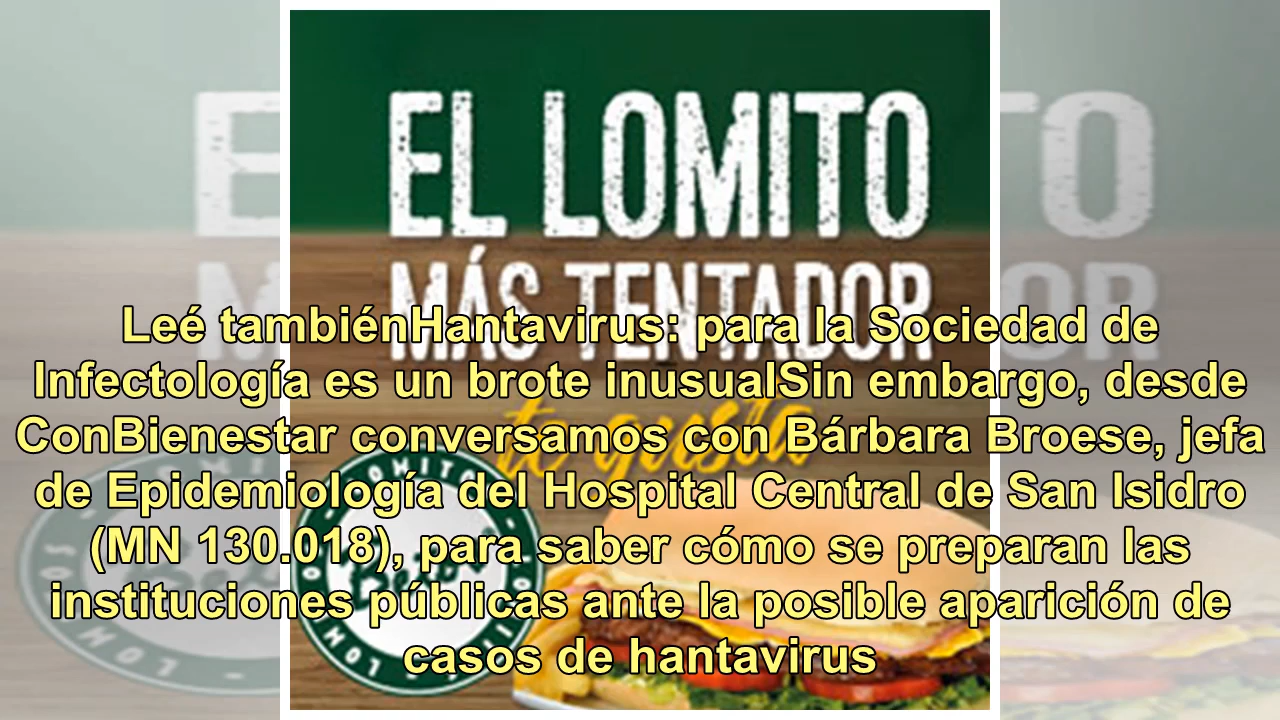 EL LOMITO
MÁS TENTADOR
te gusta
Leé tambiénHantavirus: para la Sociedad de
Infectología es un brote inusualSin embargo, desde
ConBienestar conversamos con Bárbara Broese, jefa
de Epidemiología del Hospital Central de San Isidro
(MN 130.018), para saber cómo se preparan las
instituciones públicas ante la posible aparición de
casos de hantavirus